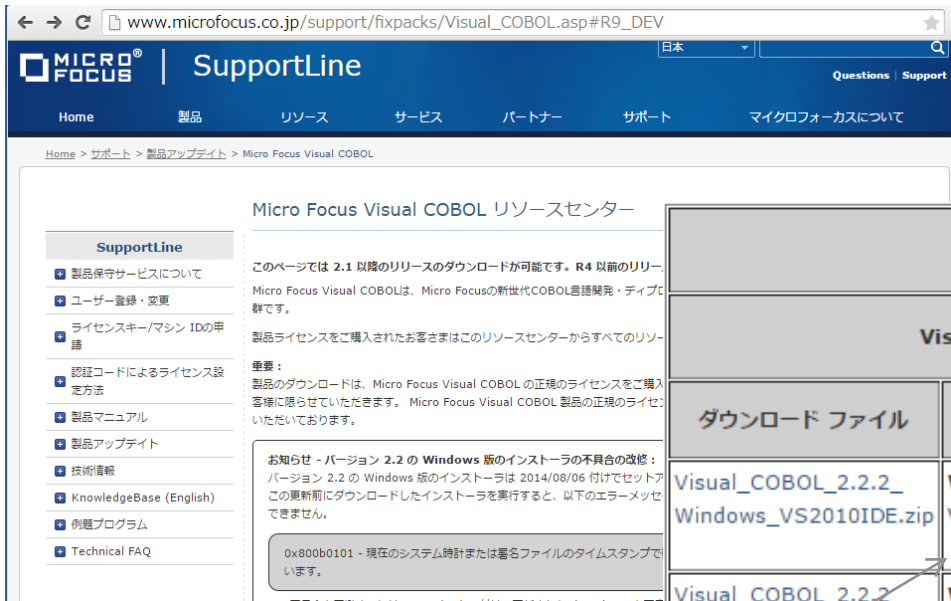 www.microfocus.co.jp/support/fixpacks/Visual_COBOL.asp#R9_DEV
MICRO FOCUS®
SupportLine
日本
Questions | Support
Home 製品 リソース サービス パートナー サポート マイクロフォーカスについて
Home > サポート > 製品アップデイト > Micro Focus Visual COBOL
SupportLine
製品保守サービスについて
ユーザー登録・変更
ライセンスキー/マシン IDの申
請
認証コードによるライセンス設
定方法
製品マニュアル
製品アップデイト
技術情報
KnowledgeBase (English)
例題プログラム
Technical FAQ
Micro Focus Visual COBOL リソースセンター
このページでは 2.1 以降のリリースのダウンロードが可能です。R4 以前のリリー
Micro Focus Visual COBOLは、Micro Focusの新世代COBOL言語開発・ディプロ
群です。
製品ライセンスをご購入されたお客さまはこのリソースセンターからすべてのリソー
重要：
製品のダウンロードは、Micro Focus Visual COBOL の正規のライセンスをご購入
客様に限らせていただきます。 Micro Focus Visual COBOL 製品の正規のライセン
いただいております。
お知らせ - バージョン 2.2 の Windows 版のインストーラの不具合の改修：
バージョン 2.2 の Windows 版のインストーラは 2014/08/06 付けでセットア
この更新前にダウンロードしたインストーラを実行すると、以下のエラーメッセ
できません。
0x800b0101 - 現在のシステム時計または署名ファイルのタイムスタンプで
います。
Vis
ダウンロード ファイル
Visual_COBOL_2.2.2_
Windows_VS2010IDE.zip
Visual_COBOL_2.2.2